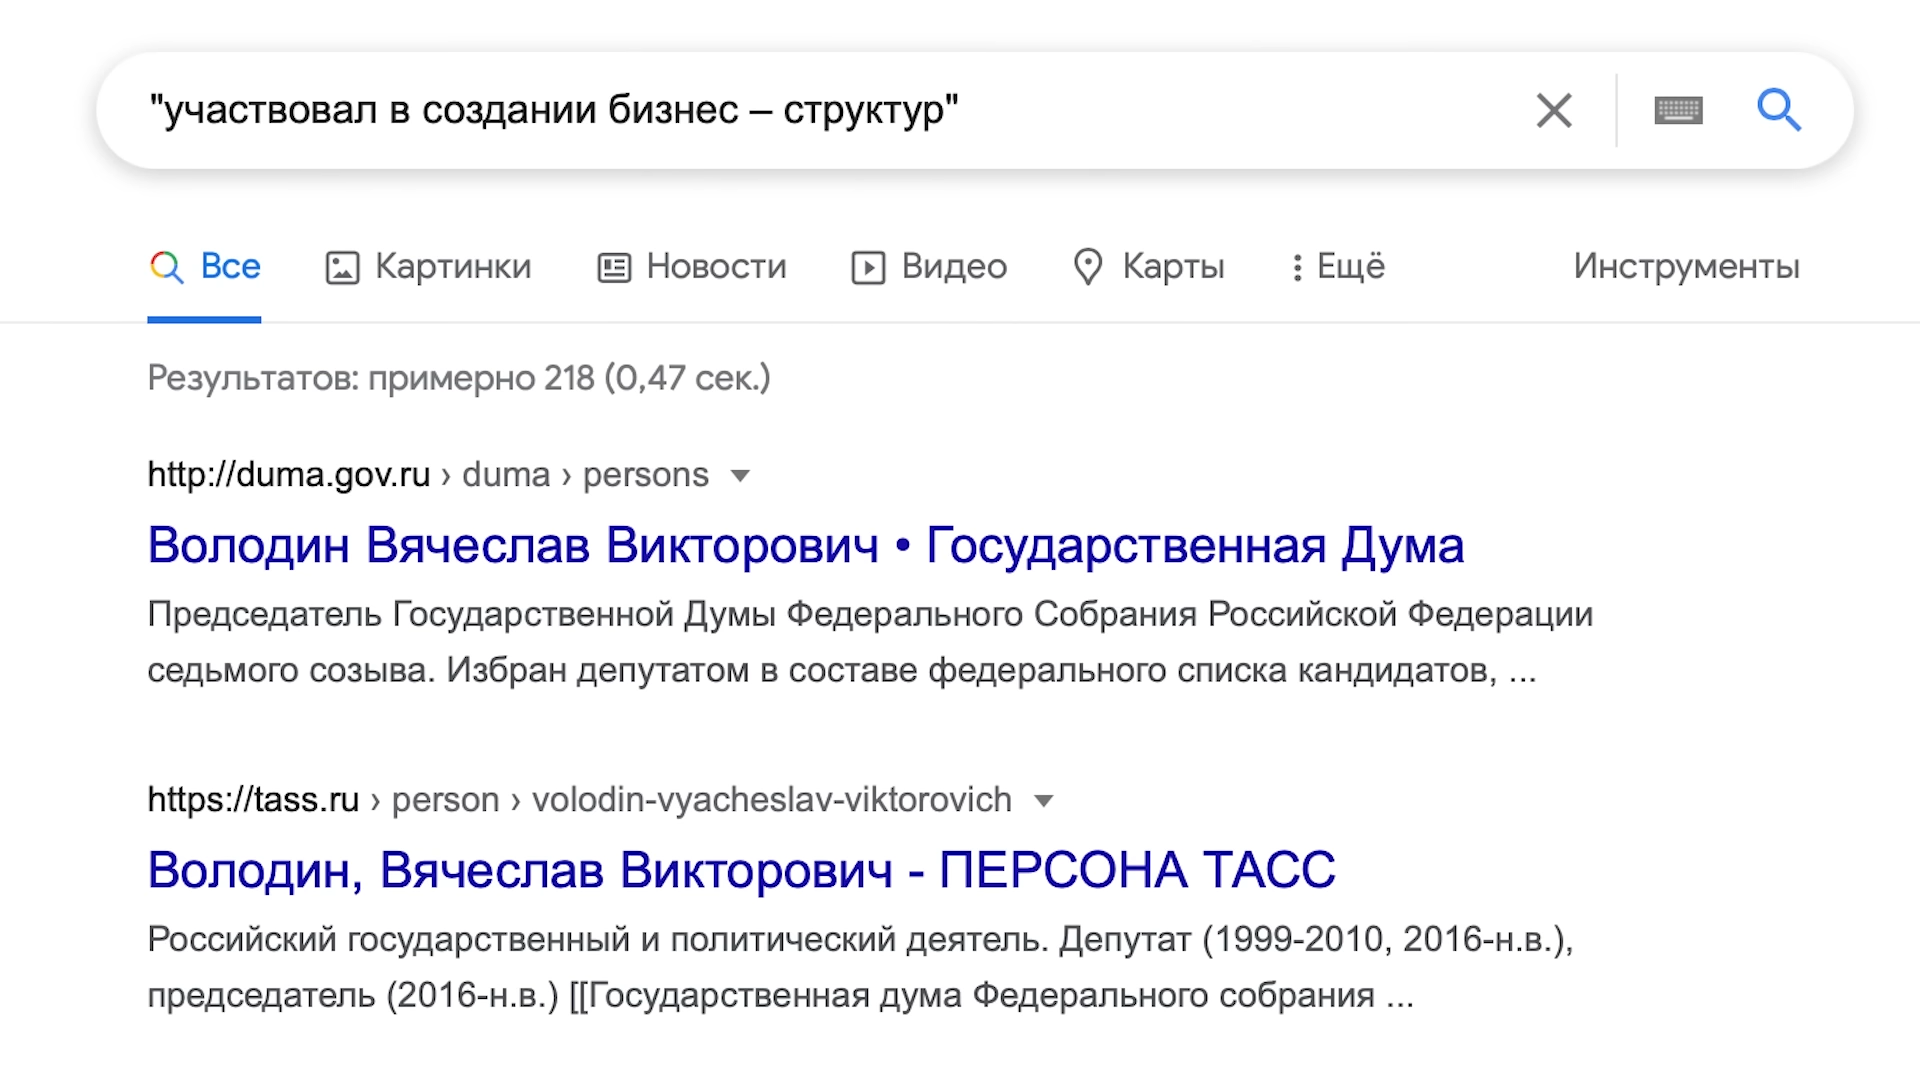 "участвовал в создании бизнес – структур"
Все Картинки Новости Видео Карты Ещё Инструменты
Результатов: примерно 218 (0,47 сек.)
http://duma.gov.ru › duma › persons
Володин Вячеслав Викторович • Государственная Дума
Председатель Государственной Думы Федерального Собрания Российской Федерации
седьмого созыва. Избран депутатом в составе федерального списка кандидатов, ...
https://tass.ru › person › volodin-vyacheslav-viktorovich
Володин, Вячеслав Викторович - ПЕРСОНА ТАСС
Российский государственный и политический деятель. Депутат (1999-2010, 2016-н.в.),
председатель (2016-н.в.) [[Государственная дума Федерального собрания ...